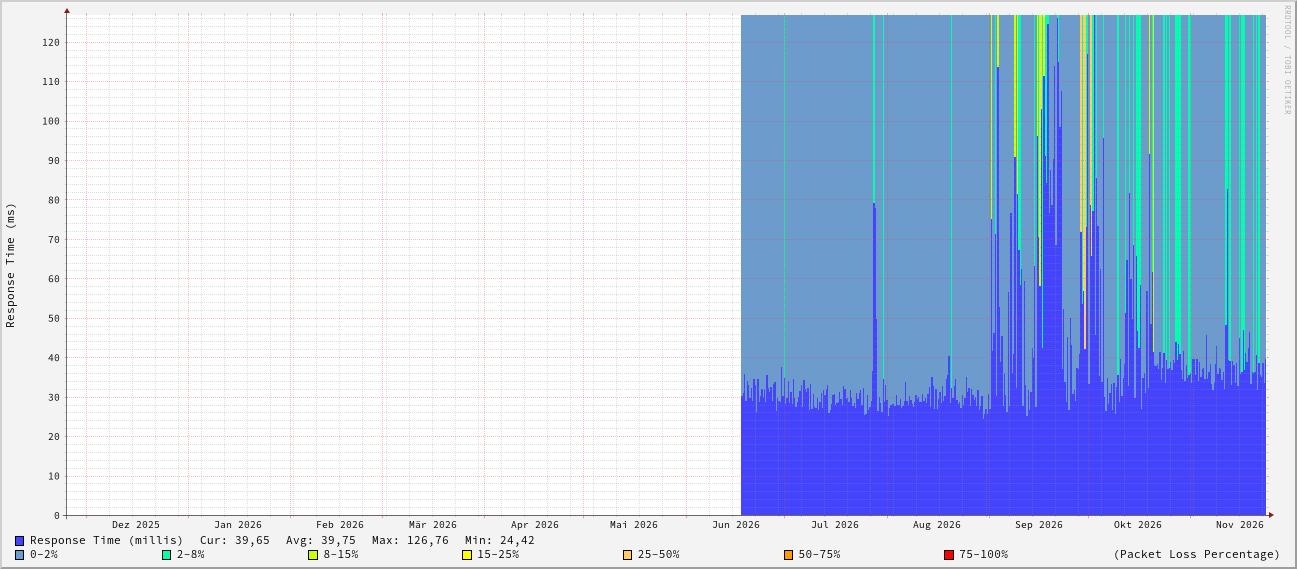 RRDTOOL / TOBI OETIKER
Response Time (ms)
120
110
100
90
80
70
60
50
40
30
20
10
0
Dez 2025 Jan 2026 Feb 2026 Mär 2026 Apr 2026 Mai 2026 Jun 2026 Jul 2026 Aug 2026 Sep 2026 Okt 2026 Nov 2026
Response Time (millis) Cur: 39,65 Avg: 39,75 Max: 126,76 Min: 24,42
0-2% 2-8% 8-15% 15-25% 25-50% 50-75% 75-100% (Packet Loss Percentage)